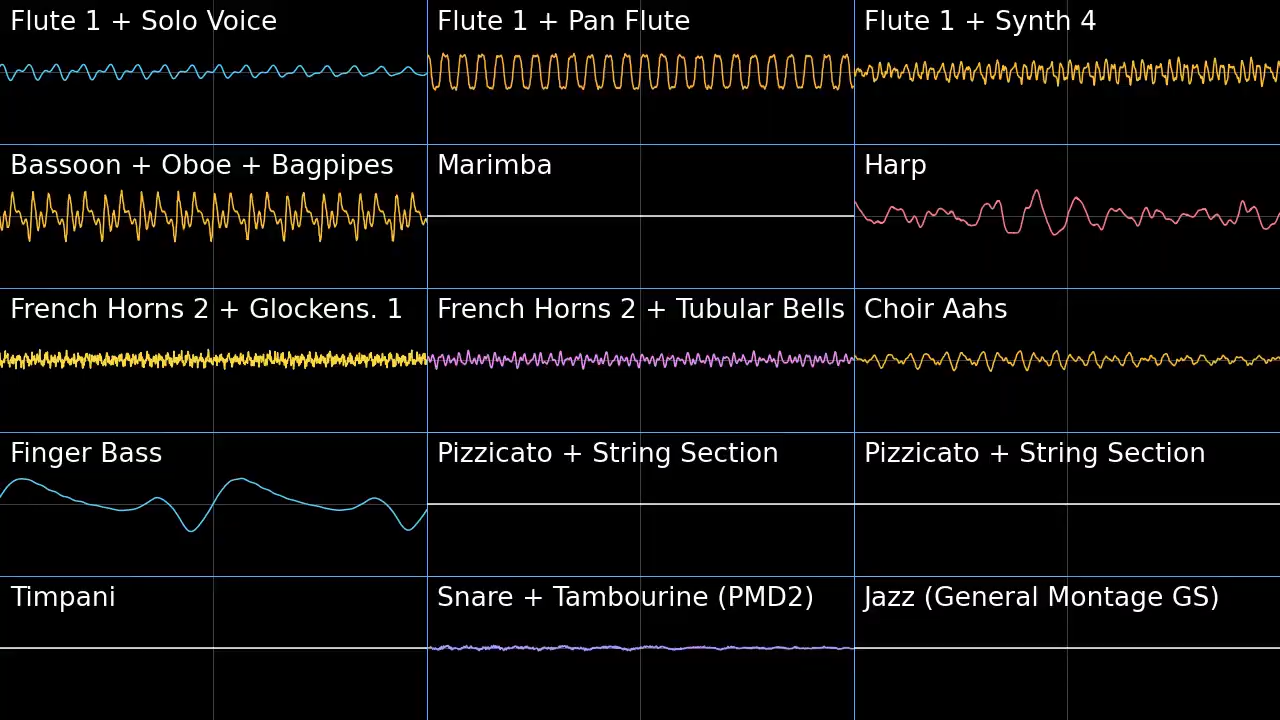 Flute 1 + Solo Voice
Flute 1 + Pan Flute
Flute 1 + Synth 4
Bassoon + Oboe + Bagpipes
Marimba
Harp
French Horns 2 + Glockens. 1
French Horns 2 + Tubular Bells
Choir Aahs
Finger Bass
Pizzicato + String Section
Pizzicato + String Section
Timpani
Snare + Tambourine (PMD2)
Jazz (General Montage GS)